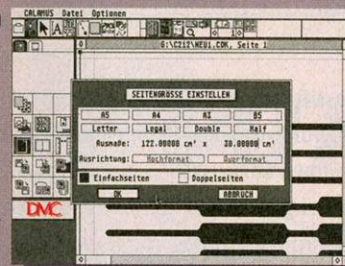 CALAMUS Datei Optionen
G:\C212\NEU1.CDK, Seite 1
SEITENGRÖSSE EINSTELLEN
A5 A4 A3 B5
Letter Legal Double Half
Ausmaße: 122.00000 cm' x 30.00000 cm'
Ausrichtung: Hochformat Querformat
Einfachseiten Doppelseiten
OK ABBRUCH
DMC